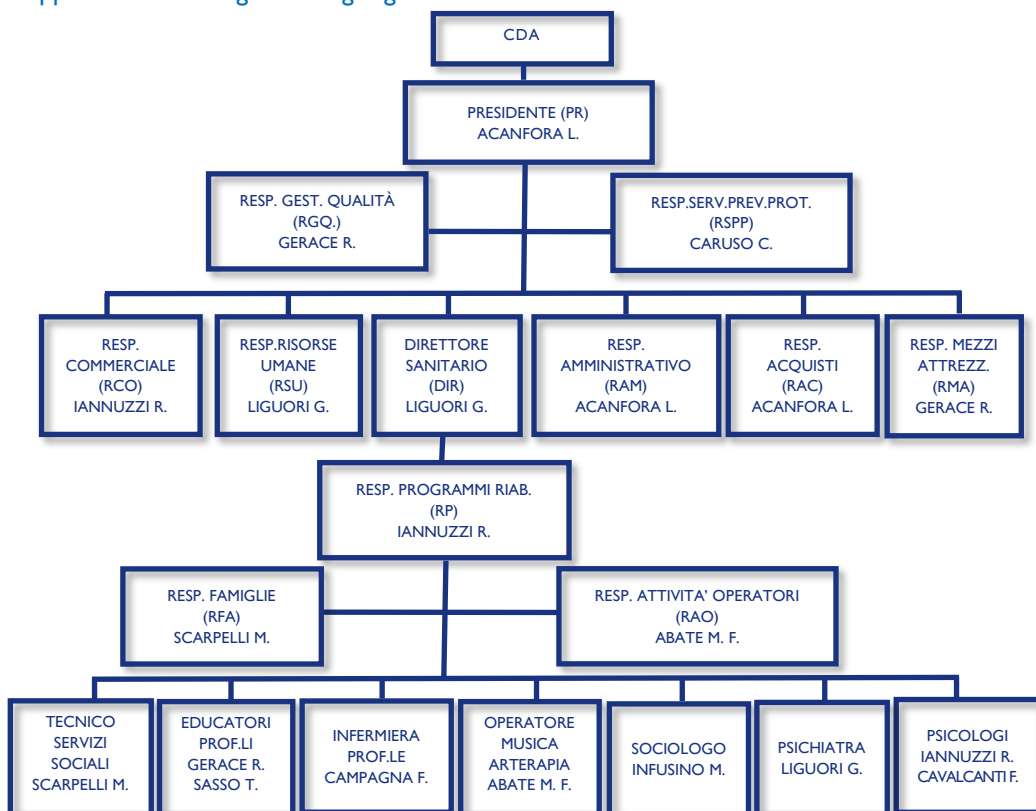 CDA
PRESIDENTE (PR)
ACANFORA L.
RESP. GEST. QUALITÀ
(RGQ.)
GERACE R.
RESP.SERV.PREV.PROT.
(RSPP)
CARUSO C.
RESP.
COMMERCIALE
(RCO)
IANNUZZI R.
RESP.RISORSE
UMANE
(RSU)
LIGUORI G.
DIRETTORE
SANITARIO
(DIR)
LIGUORI G.
RESP.
AMMINISTRATIVO
(RAM)
ACANFORA L.
RESP.
ACQUISTI
(RAC)
ACANFORA L.
RESP. MEZZI
ATTREZZ.
(RMA)
GERACE R.
RESP. PROGRAMMI RIAB.
(RP)
IANNUZZI R.
RESP. FAMIGLIE
(RFA)
SCARPELLI M.
RESP. ATTIVITA' OPERATORI
(RAO)
ABATE M. F.
TECNICO
SERVIZI
SOCIALI
SCARPELLI M.
EDUCATORI
PROF.LI
GERACE R.
SASSO T.
INFERMIERA
PROF.LE
CAMPAGNA F.
OPERATORE
MUSICA
ARTERAPIA
ABATE M. F.
SOCIOLOGO
INFUSINO M.
PSICHIATRA
LIGUORI G.
PSICOLOGI
IANNUZZI R.
CAVALCANTI F.